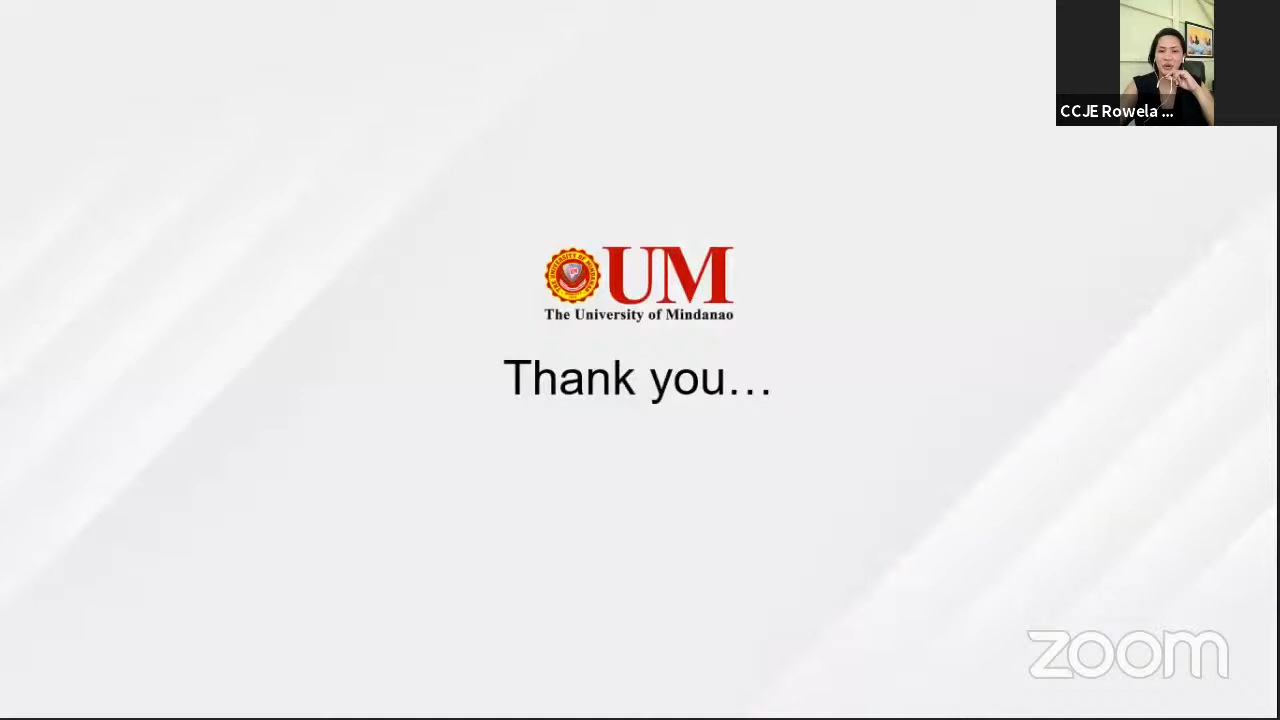 CCJE Rowela ...
UM
The University of Mindanao
Thank you…
zoom